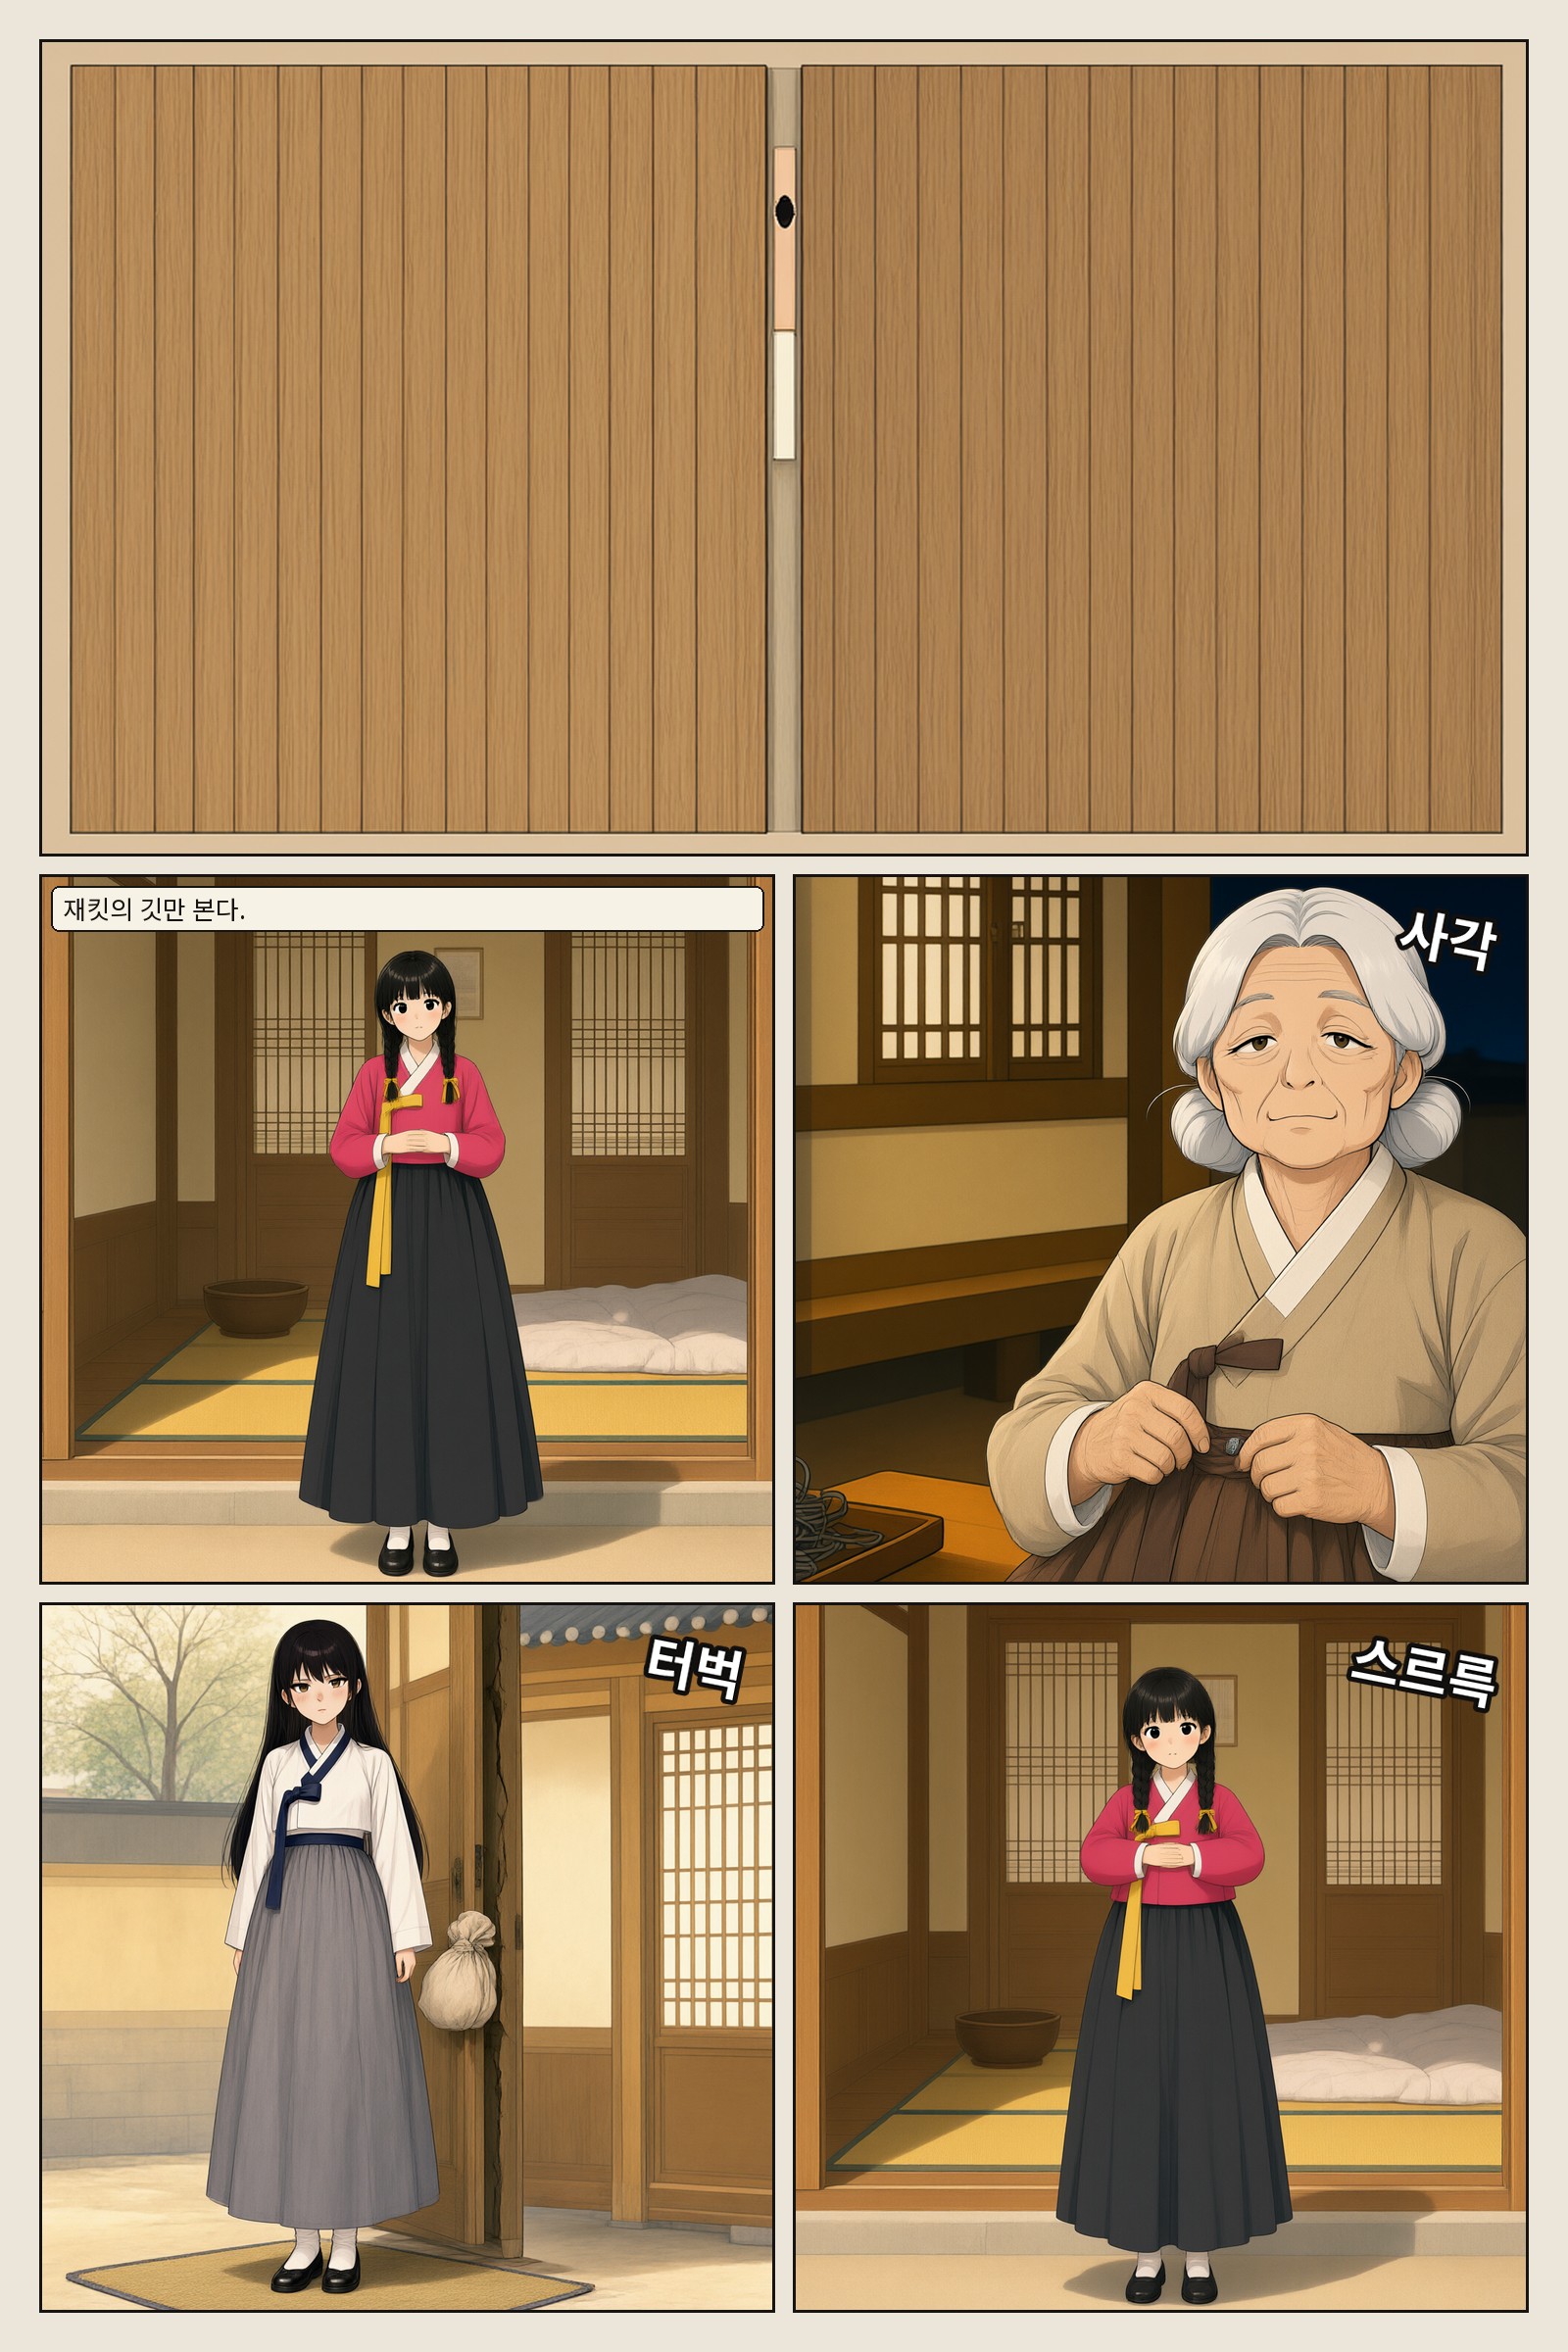 재킷의 깃만 본다.
사각
터벅
스르륵